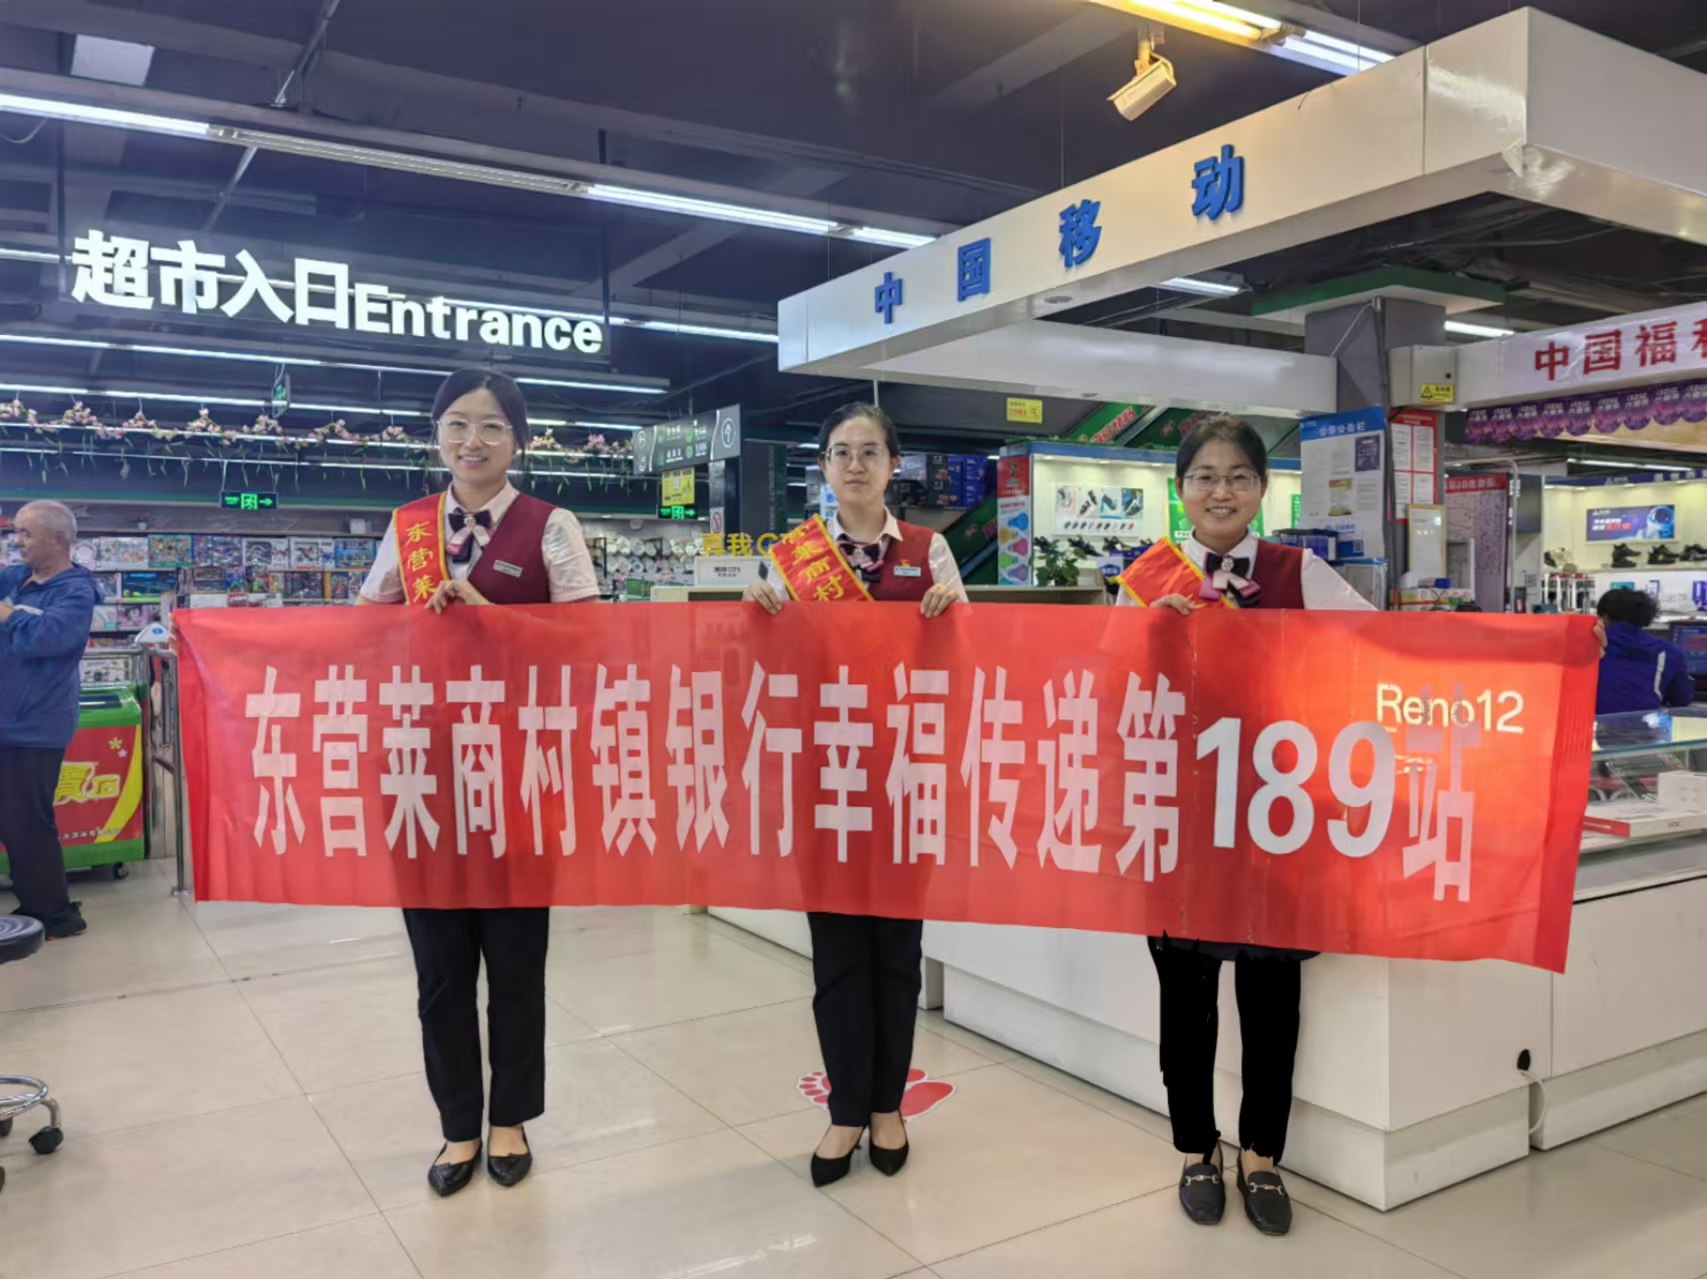 超市入口Entrance
中国移动
中国福
东营莱
莱商村
喜我
东营莱商村镇银行幸福传递第189站
Reno12